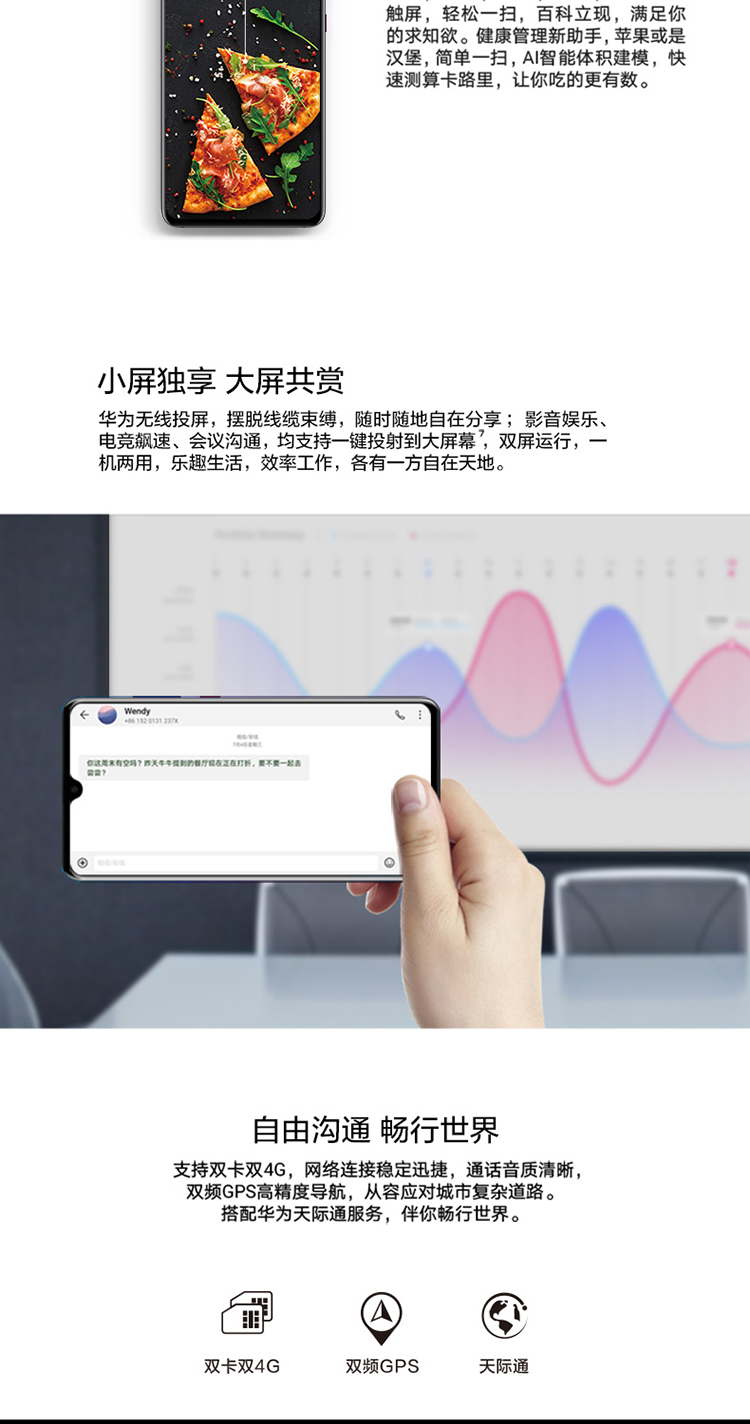 触屏，轻松一扫，百科立现，满足你
的求知欲。健康管理新助手，苹果或是
汉堡，简单一扫，AI智能体积建模，快
速测算卡路里，让你吃的更有数。
小屏独享 大屏共赏
华为无线投屏，摆脱线缆束缚，随时随地自在分享；影音娱乐、
电竞飙速、会议沟通，均支持一键投射到大屏幕7，双屏运行，一
机两用，乐趣生活，效率工作，各有一方自在天地。
Wendy
+86 152 0131 237X
短信/彩信
你这周末有空吗？昨天牛牛提到的餐厅现在正在打折，要不要一起去
尝尝？
短信/彩信
自由沟通 畅行世界
支持双卡双4G，网络连接稳定迅捷，通话音质清晰，
双频GPS高精度导航，从容应对城市复杂道路。
搭配华为天际通服务，伴你畅行世界。
双卡双4G
双频GPS
天际通